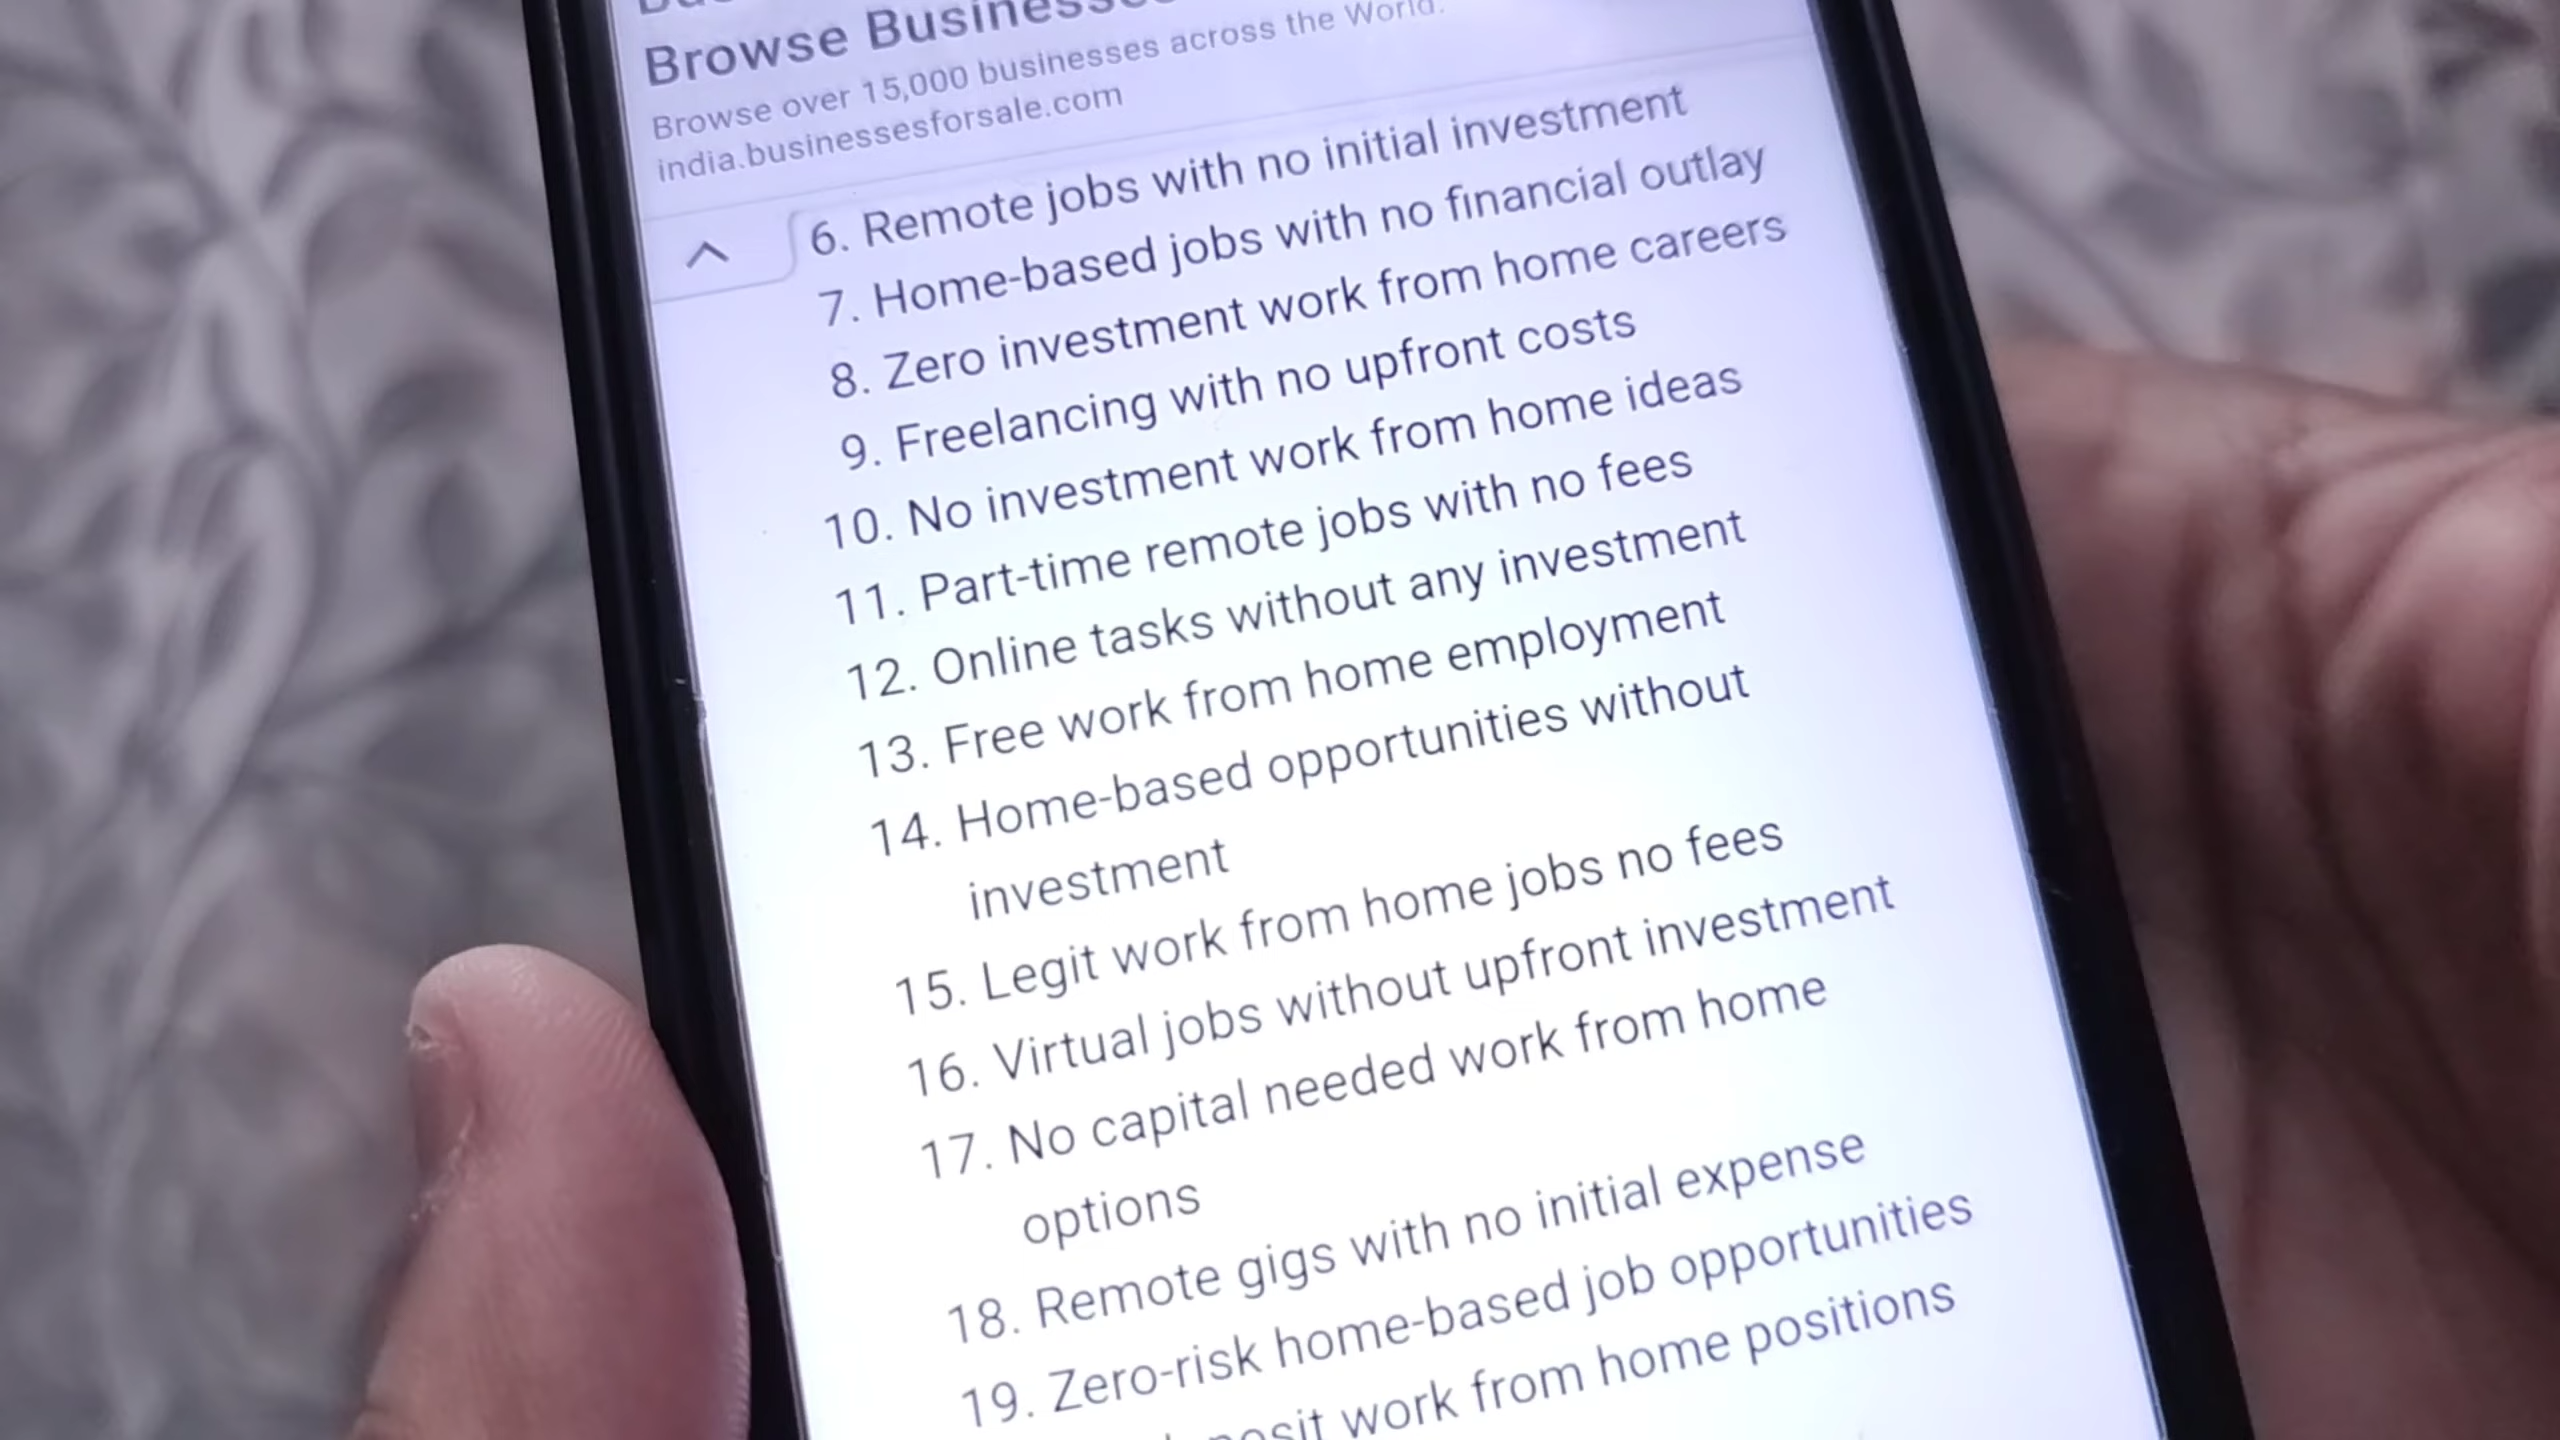 Browse Businesses
Browse over 15,000 businesses across the World.
india.businessesforsale.com
6. Remote jobs with no initial investment
7. Home-based jobs with no financial outlay
8. Zero investment work from home careers
9. Freelancing with no upfront costs
10. No investment work from home ideas
11. Part-time remote jobs with no fees
12. Online tasks without any investment
13. Free work from home employment
14. Home-based opportunities without
investment
15. Legit work from home jobs no fees
16. Virtual jobs without upfront investment
17. No capital needed work from home
options
18. Remote gigs with no initial expense
19. Zero-risk home-based job opportunities
work from home positions